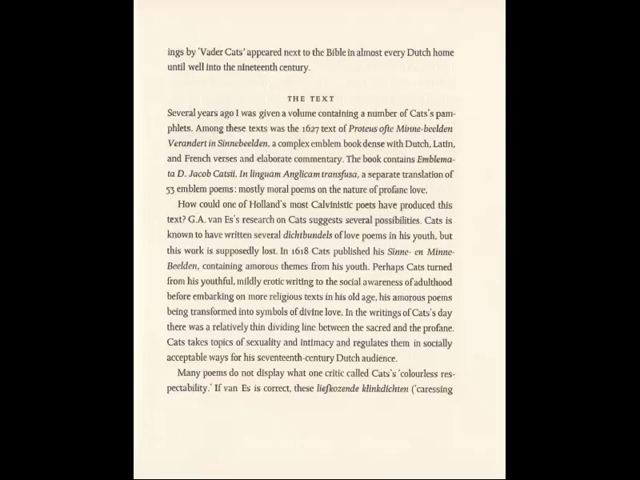 ings by 'Vader Cats' appeared next to the Bible in almost every Dutch home
until well into the nineteenth century.
THE TEXT
Several years ago I was given a volume containing a number of Cats's pam-
phlets. Among these texts was the 1627 text of Proteus ofte Minne-beelden
Verandert in Sinnebeelden, a complex emblem book dense with Dutch, Latin,
and French verses and elaborate commentary. The book contains Emblema-
ta D. Jacob Catsii. In linguam Anglicam transfusa, a separate translation of
53 emblem poems: mostly moral poems on the nature of profane love.
How could one of Holland's most Calvinistic poets have produced this
text? G.A. van Es's research on Cats suggests several possibilities. Cats is
known to have written several dichtbundels of love poems in his youth, but
this work is supposedly lost. In 1618 Cats published his Sinne- en Minne-
Beelden, containing amorous themes from his youth. Perhaps Cats turned
from his youthful, mildly erotic writing to the social awareness of adulthood
before embarking on more religious texts in his old age, his amorous poems
being transformed into symbols of divine love. In the writings of Cats's day
there was a relatively thin dividing line between the sacred and the profane.
Cats takes topics of sexuality and intimacy and regulates them in socially
acceptable ways for his seventeenth-century Dutch audience.
Many poems do not display what one critic called Cats's 'colourless res-
pectability.' If van Es is correct, these liefkozende klinkdichten ('caressing